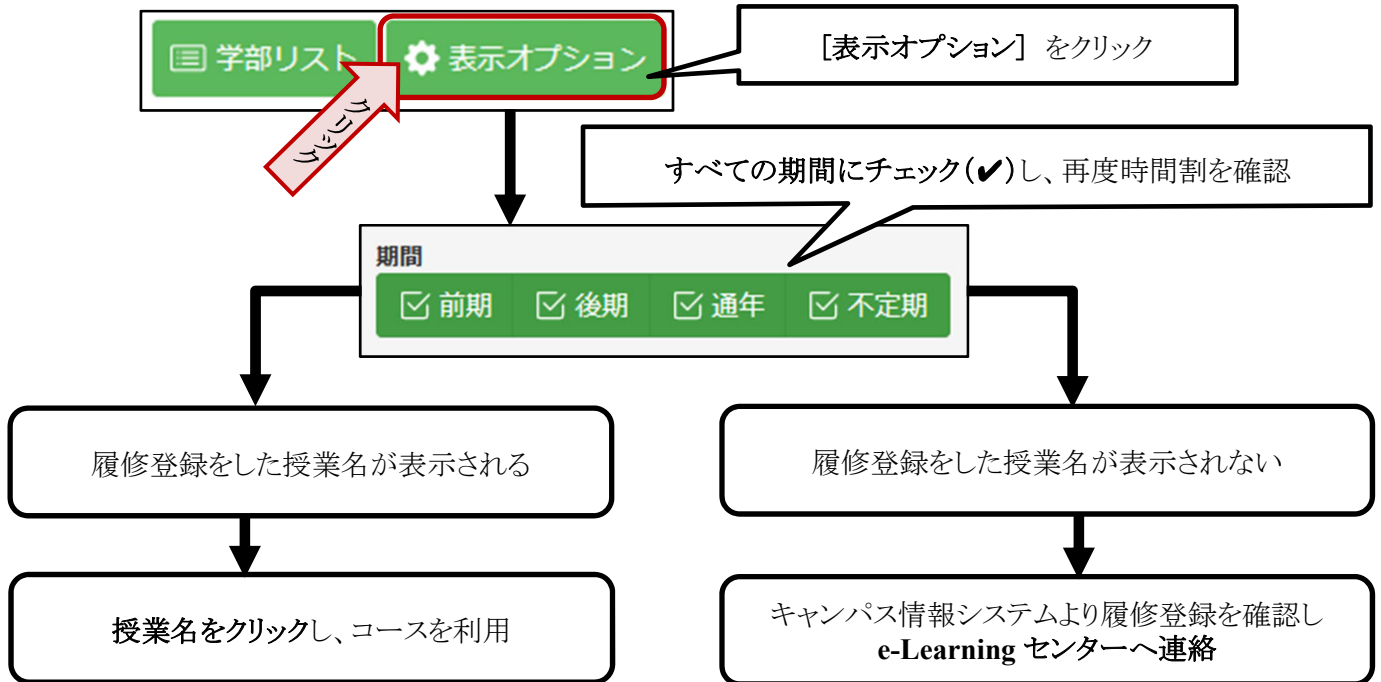 学部リスト 表示オプション
[表示オプション] をクリック
クリック
すべての期間にチェック(✔)し、再度時間割を確認
期間
前期 後期 通年 不定期
履修登録をした授業名が表示される
履修登録をした授業名が表示されない
授業名をクリックし、コースを利用
キャンパス情報システムより履修登録を確認し
e-Learning センターへ連絡